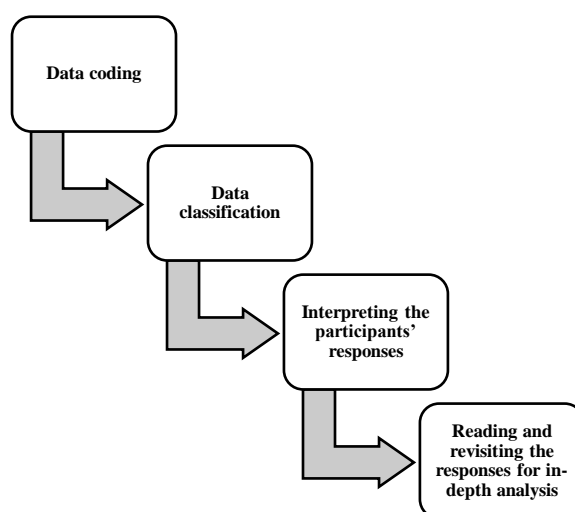 Data coding
Data
classification
Interpreting the
participants’
responses
Reading and
revisiting the
responses for in-
depth analysis